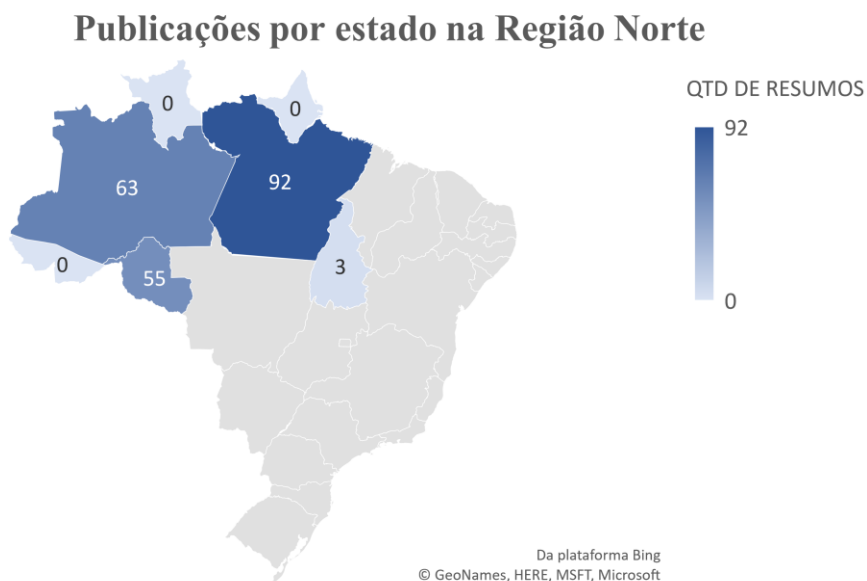 Publicações por estado na Região Norte
QTD DE RESUMOS
92
0
0
0
63
92
0
55
3
Da plataforma Bing
© GeoNames, HERE, MSFT, Microsoft